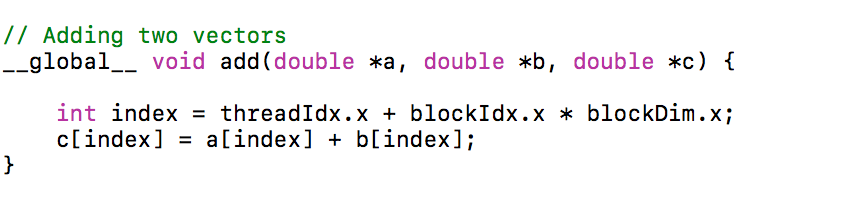 // Adding two vectors
__global__ void add(double *a, double *b, double *c) {
    int index = threadIdx.x + blockIdx.x * blockDim.x;
    c[index] = a[index] + b[index];
}